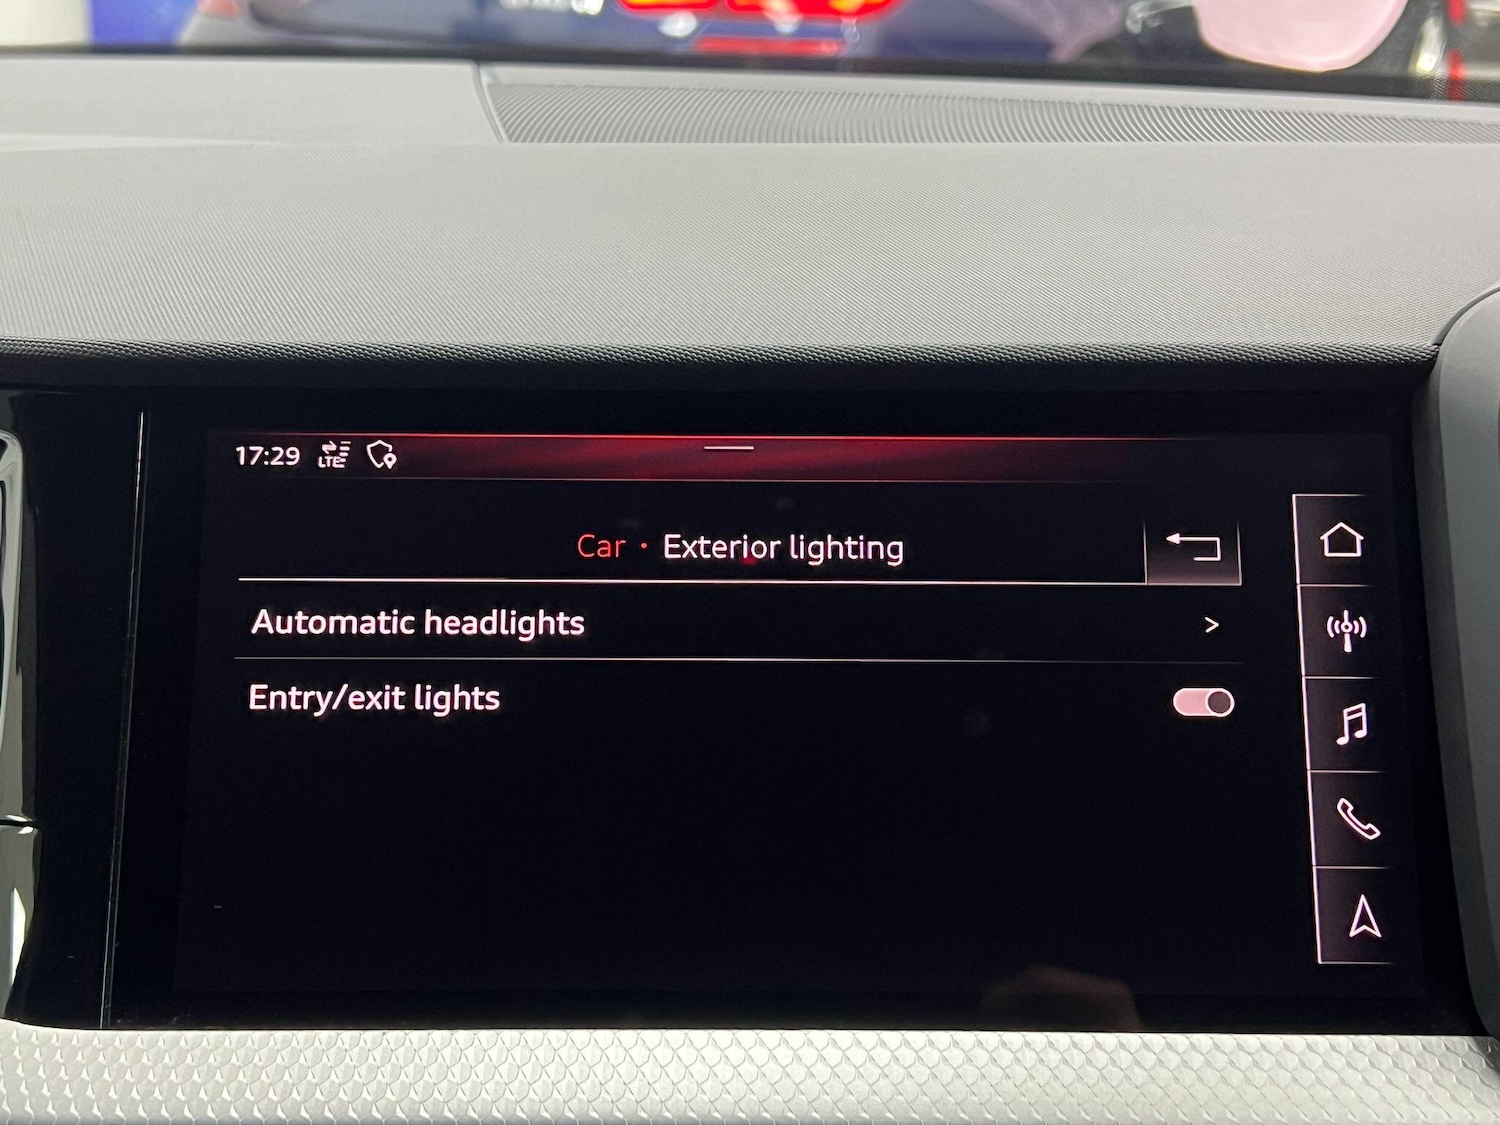 17:29 LTE
Car · Exterior lighting
Automatic headlights >
Entry/exit lights